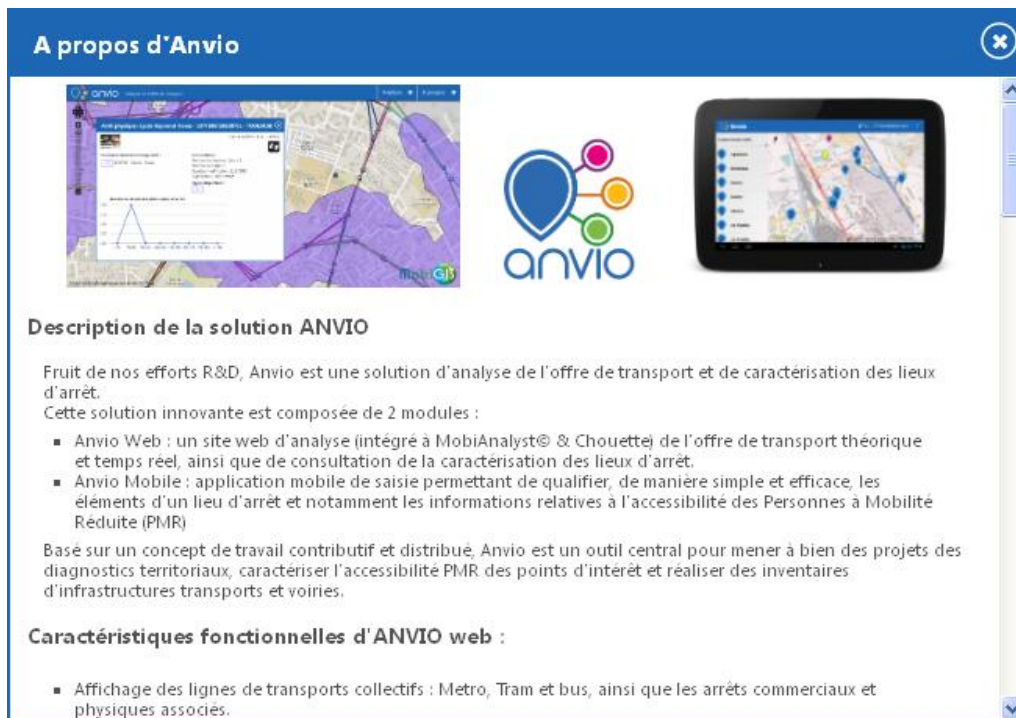 A propos d'Anvio
anvio
MobiGIS
anvio
Description de la solution ANVIO
Fruit de nos efforts R&D, Anvio est une solution d'analyse de l'offre de transport et de caractérisation des lieux
d'arrêt.
Cette solution innovante est composée de 2 modules :
▪ Anvio Web : un site web d'analyse (intégré à MobiAnalyst© & Chouette) de l'offre de transport théorique
et temps réel, ainsi que de consultation de la caractérisation des lieux d'arrêt.
▪ Anvio Mobile : application mobile de saisie permettant de qualifier, de manière simple et efficace, les
éléments d'un lieu d'arrêt et notamment les informations relatives à l'accessibilité des Personnes à Mobilité
Réduite (PMR)
Basé sur un concept de travail contributif et distribué, Anvio est un outil central pour mener à bien des projets des
diagnostics territoriaux, caractériser l'accessibilité PMR des points d'intérêt et réaliser des inventaires
d'infrastructures transports et voiries.
Caractéristiques fonctionnelles d'ANVIO web :
▪ Affichage des lignes de transports collectifs : Metro, Tram et bus, ainsi que les arrêts commerciaux et
physiques associés.